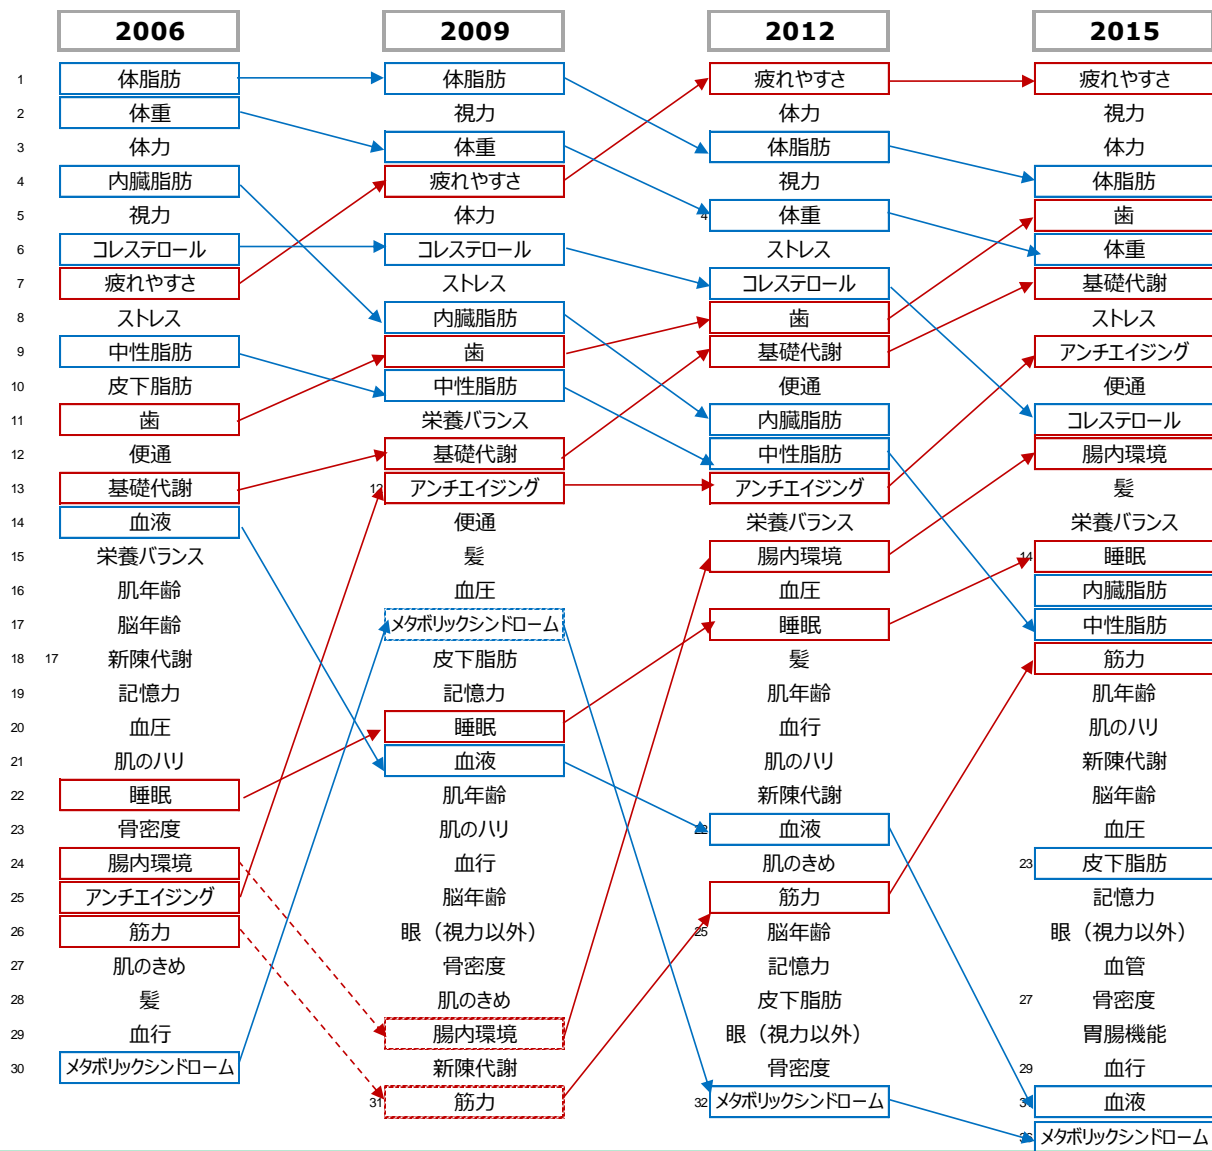 2006 2009 2012 2015
1 体脂肪 体脂肪 疲れやすさ 疲れやすさ
2 体重 視力 体力 視力
3 体力 体重 体脂肪 体力
4 内臓脂肪 疲れやすさ 視力 体脂肪
5 視力 体力 4 体重 歯
6 コレステロール コレステロール ストレス 体重
7 疲れやすさ ストレス コレステロール 基礎代謝
8 ストレス 内臓脂肪 歯 ストレス
9 中性脂肪 歯 基礎代謝 アンチエイジング
10 皮下脂肪 中性脂肪 便通 便通
11 歯 栄養バランス 内臓脂肪 コレステロール
12 便通 基礎代謝 中性脂肪 腸内環境
13 基礎代謝 12 アンチエイジング アンチエイジング 髪
14 血液 便通 栄養バランス 栄養バランス
15 栄養バランス 髪 腸内環境 14 睡眠
16 肌年齢 血圧 血圧 内臓脂肪
17 脳年齢 メタボリックシンドローム 睡眠 中性脂肪
18 17 新陳代謝 皮下脂肪 髪 筋力
19 記憶力 記憶力 肌年齢 肌年齢
20 血圧 睡眠 血行 肌のハリ
21 肌のハリ 血液 肌のハリ 新陳代謝
22 睡眠 肌年齢 新陳代謝 脳年齢
23 骨密度 肌のハリ 22 血液 血圧
24 腸内環境 血行 肌のきめ 23 皮下脂肪
25 アンチエイジング 脳年齢 筋力 記憶力
26 筋力 眼（視力以外） 25 脳年齢 眼（視力以外）
27 肌のきめ 骨密度 記憶力 血管
28 髪 肌のきめ 皮下脂肪 27 骨密度
29 血行 腸内環境 眼（視力以外） 胃腸機能
30 メタボリックシンドローム 新陳代謝 骨密度 29 血行
31 筋力 32 メタボリックシンドローム 血液
メタボリックシンドローム